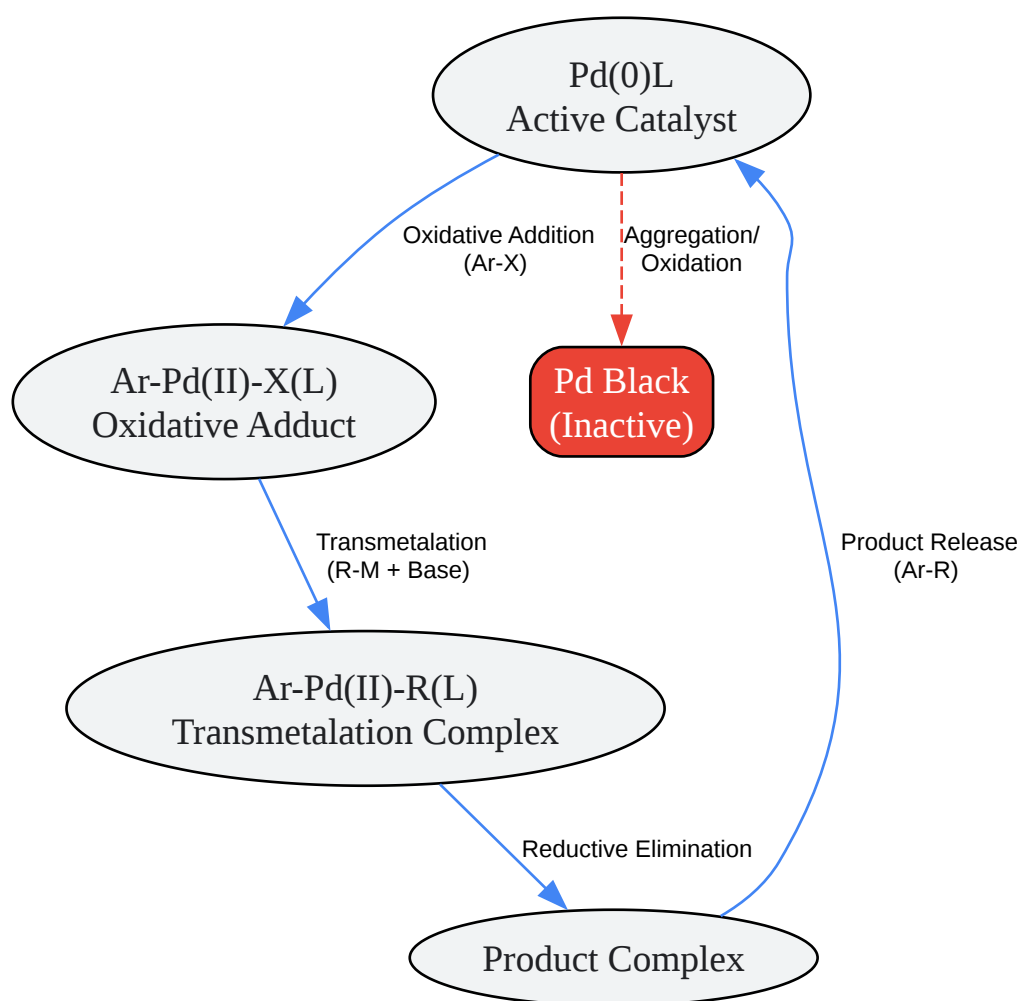 Pd(0)L
Active Catalyst
Oxidative Addition
(Ar-X)
Aggregation/
Oxidation
Ar-Pd(II)-X(L)
Oxidative Adduct
Pd Black
(Inactive)
Transmetalation
(R-M + Base)
Product Release
(Ar-R)
Ar-Pd(II)-R(L)
Transmetalation Complex
Reductive Elimination
Product Complex